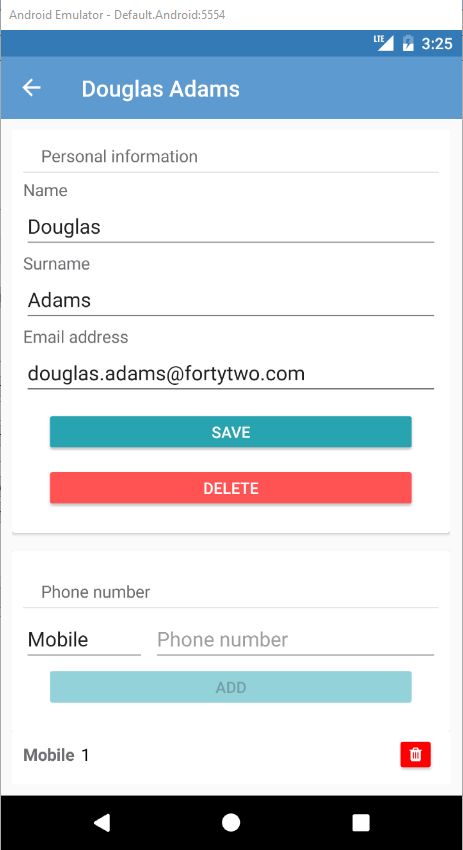 Android Emulator - Default.Android:5554
LTE 3:25
Douglas Adams
Personal information
Name
Douglas
Surname
Adams
Email address
douglas.adams@fortytwo.com
SAVE
DELETE
Phone number
Mobile Phone number
ADD
Mobile 1